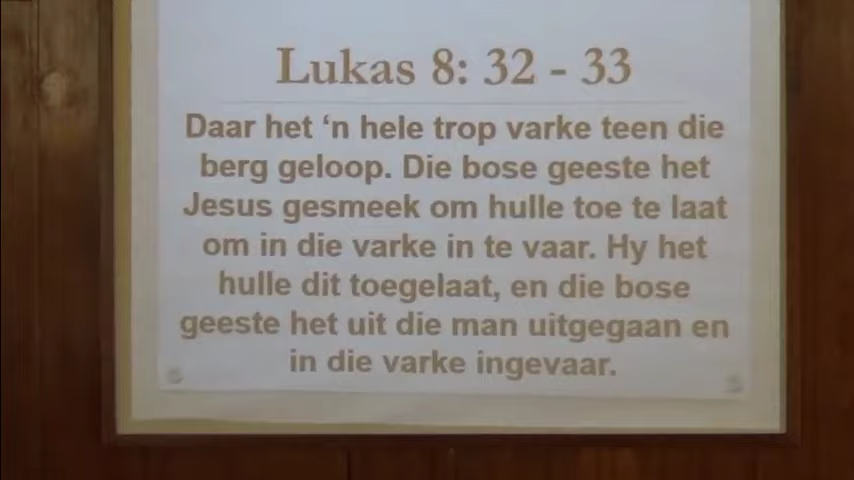 Lukas 8: 32 - 33
Daar het ‘n hele trop varke teen die
berg geloop. Die bose geeste het
Jesus gesmeek om hulle toe te laat
om in die varke in te vaar. Hy het
hulle dit toegelaat, en die bose
geeste het uit die man uitgegaan en
in die varke ingevaar.